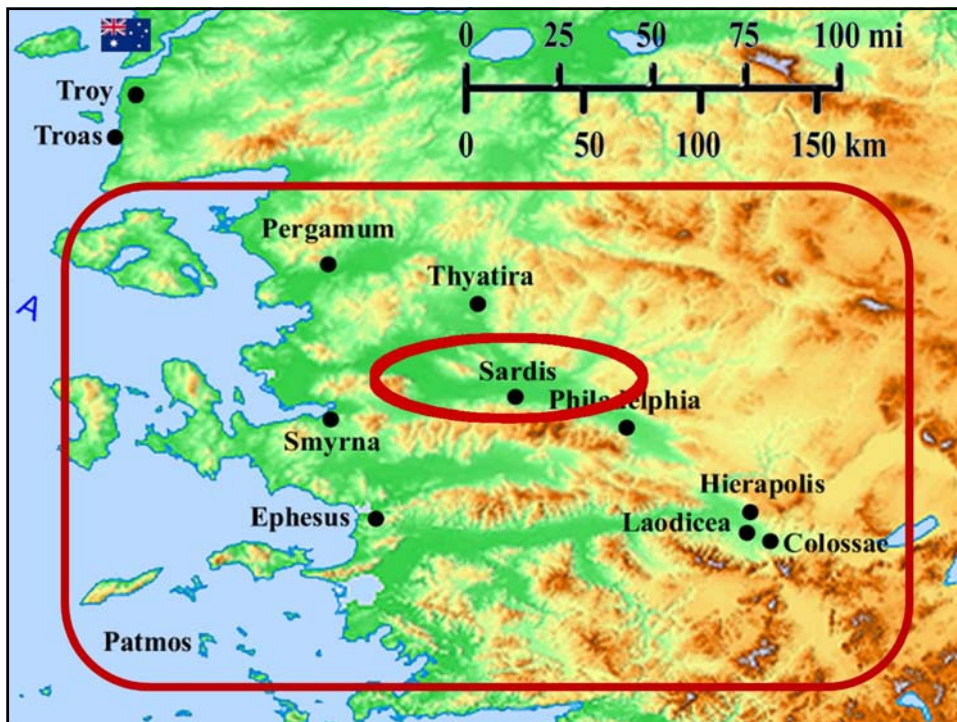 0 25 50 75 100 mi
0 50 100 150 km
Troy
Troas
Pergamum
Thyatira
A
Sardis
Philadelphia
Smyrna
Hierapolis
Ephesus
Laodicea
Colossae
Patmos